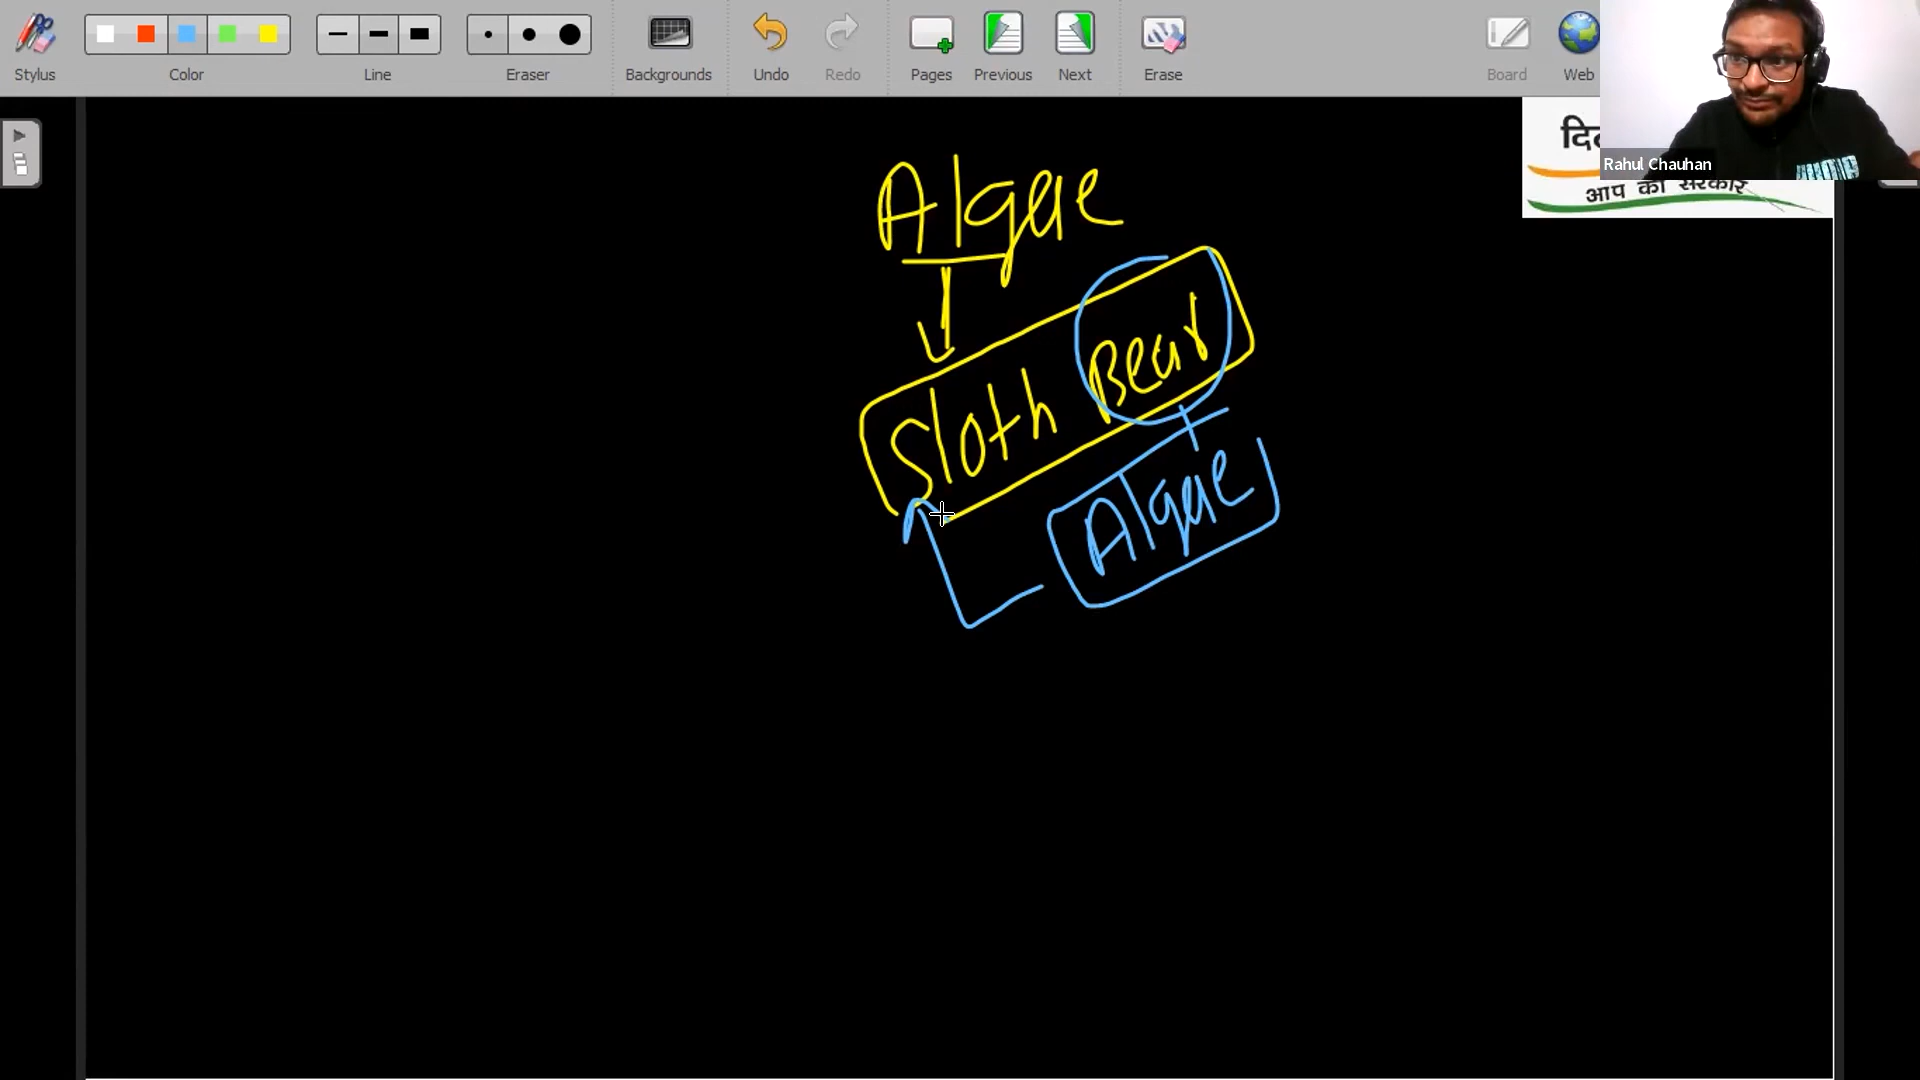 Stylus
Color
Line
Eraser
Backgrounds
Undo
Redo
Pages
Previous
Next
Erase
Board
Web
Rahul Chauhan
आप की सरकार
Algae
Sloth Bear
Algae